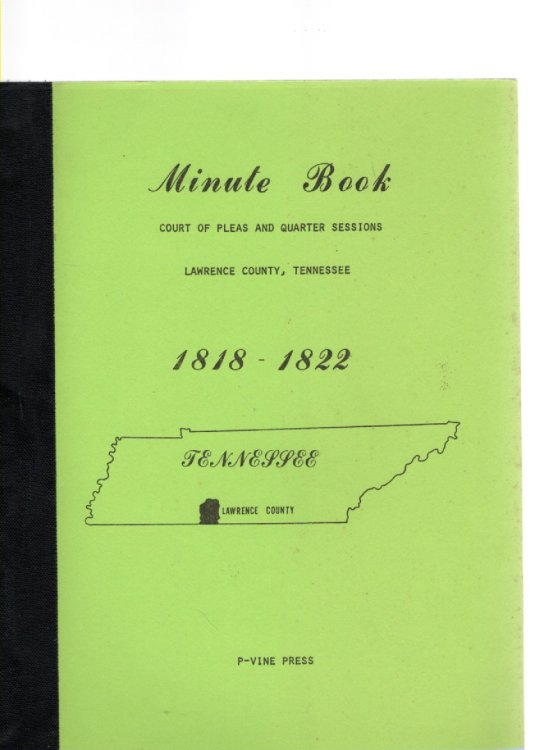 Minute Book
COURT OF PLEAS AND QUARTER SESSIONS
LAWRENCE COUNTY, TENNESSEE
1818 - 1822
TENNESSEE
LAWRENCE COUNTY
P-VINE PRESS